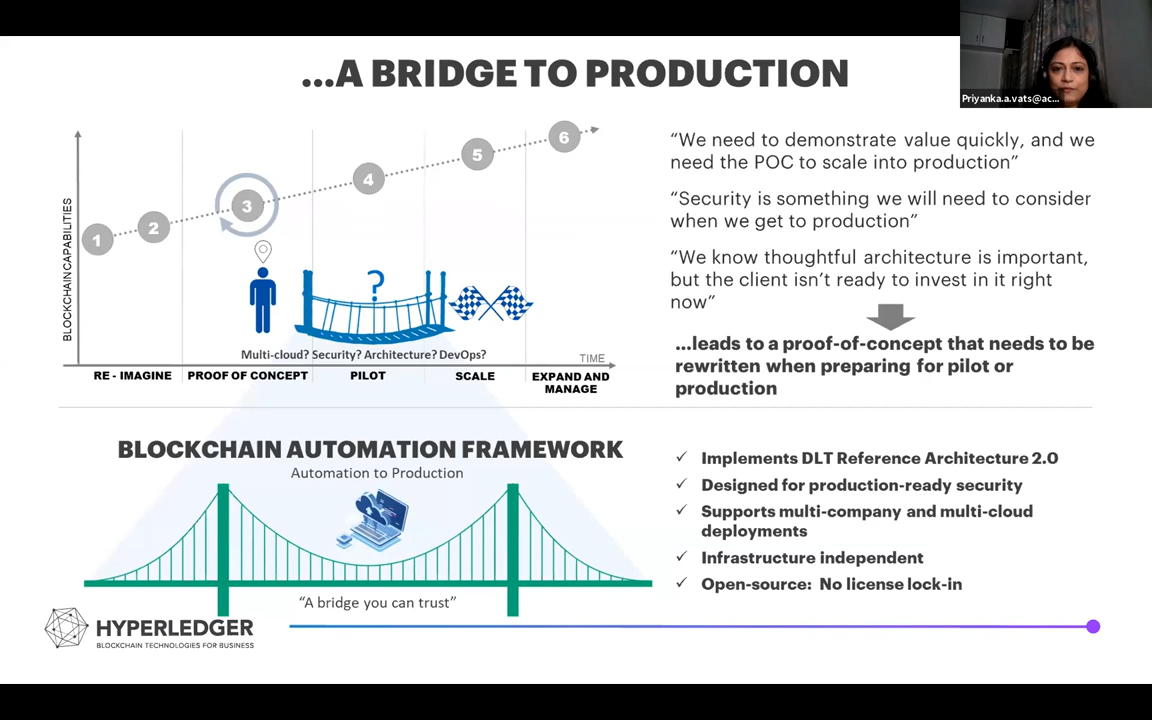 ...A BRIDGE TO PRODUCTION
Priyanka.a.vats@ac...
BLOCKCHAIN CAPABILITIES
1
2
3
4
5
6
?
Multi-cloud? Security? Architecture? DevOps?
TIME
RE - IMAGINE
PROOF OF CONCEPT
PILOT
SCALE
EXPAND AND
MANAGE
“We need to demonstrate value quickly, and we
need the POC to scale into production”
“Security is something we will need to consider
when we get to production”
“We know thoughtful architecture is important,
but the client isn’t ready to invest in it right
now”
...leads to a proof-of-concept that needs to be
rewritten when preparing for pilot or
production
BLOCKCHAIN AUTOMATION FRAMEWORK
Automation to Production
“A bridge you can trust”
✓ Implements DLT Reference Architecture 2.0
✓ Designed for production-ready security
✓ Supports multi-company and multi-cloud
deployments
✓ Infrastructure independent
✓ Open-source: No license lock-in
HYPERLEDGER
BLOCKCHAIN TECHNOLOGIES FOR BUSINESS